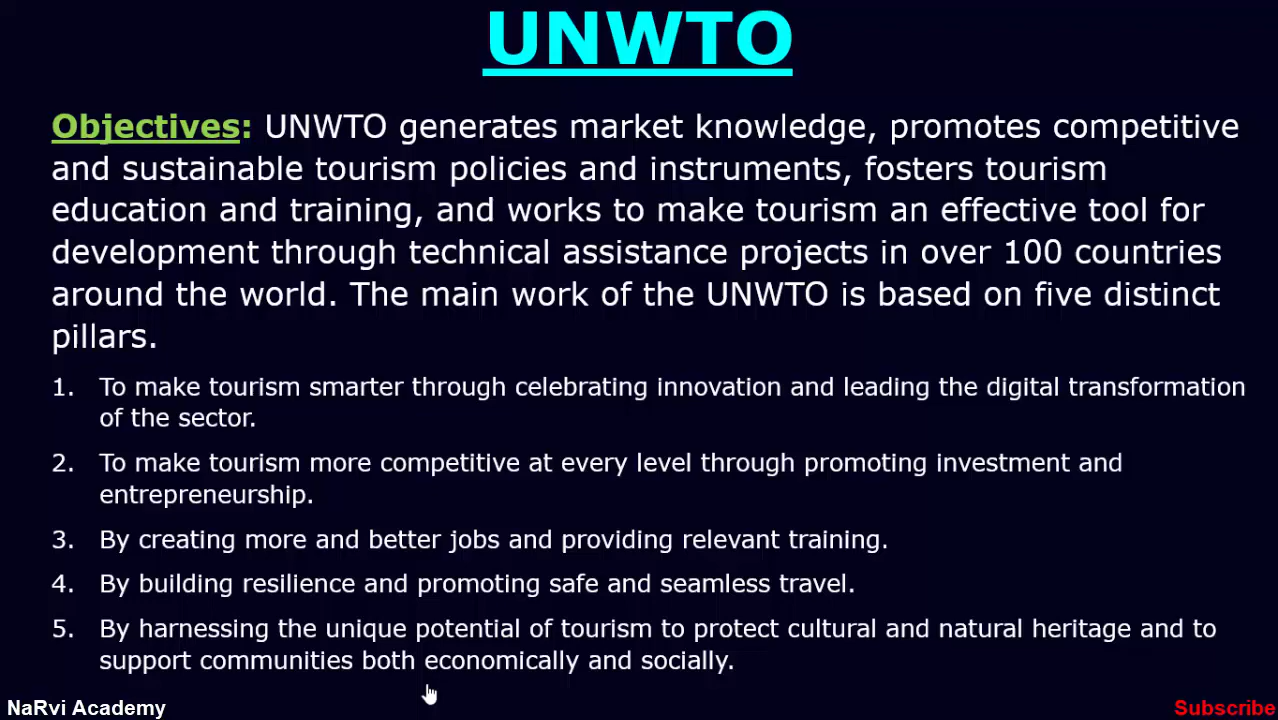 UNWTO
Objectives: UNWTO generates market knowledge, promotes competitive
and sustainable tourism policies and instruments, fosters tourism
education and training, and works to make tourism an effective tool for
development through technical assistance projects in over 100 countries
around the world. The main work of the UNWTO is based on five distinct
pillars.
1. To make tourism smarter through celebrating innovation and leading the digital transformation
of the sector.
2. To make tourism more competitive at every level through promoting investment and
entrepreneurship.
3. By creating more and better jobs and providing relevant training.
4. By building resilience and promoting safe and seamless travel.
5. By harnessing the unique potential of tourism to protect cultural and natural heritage and to
support communities both economically and socially.
NaRvi Academy
Subscribe